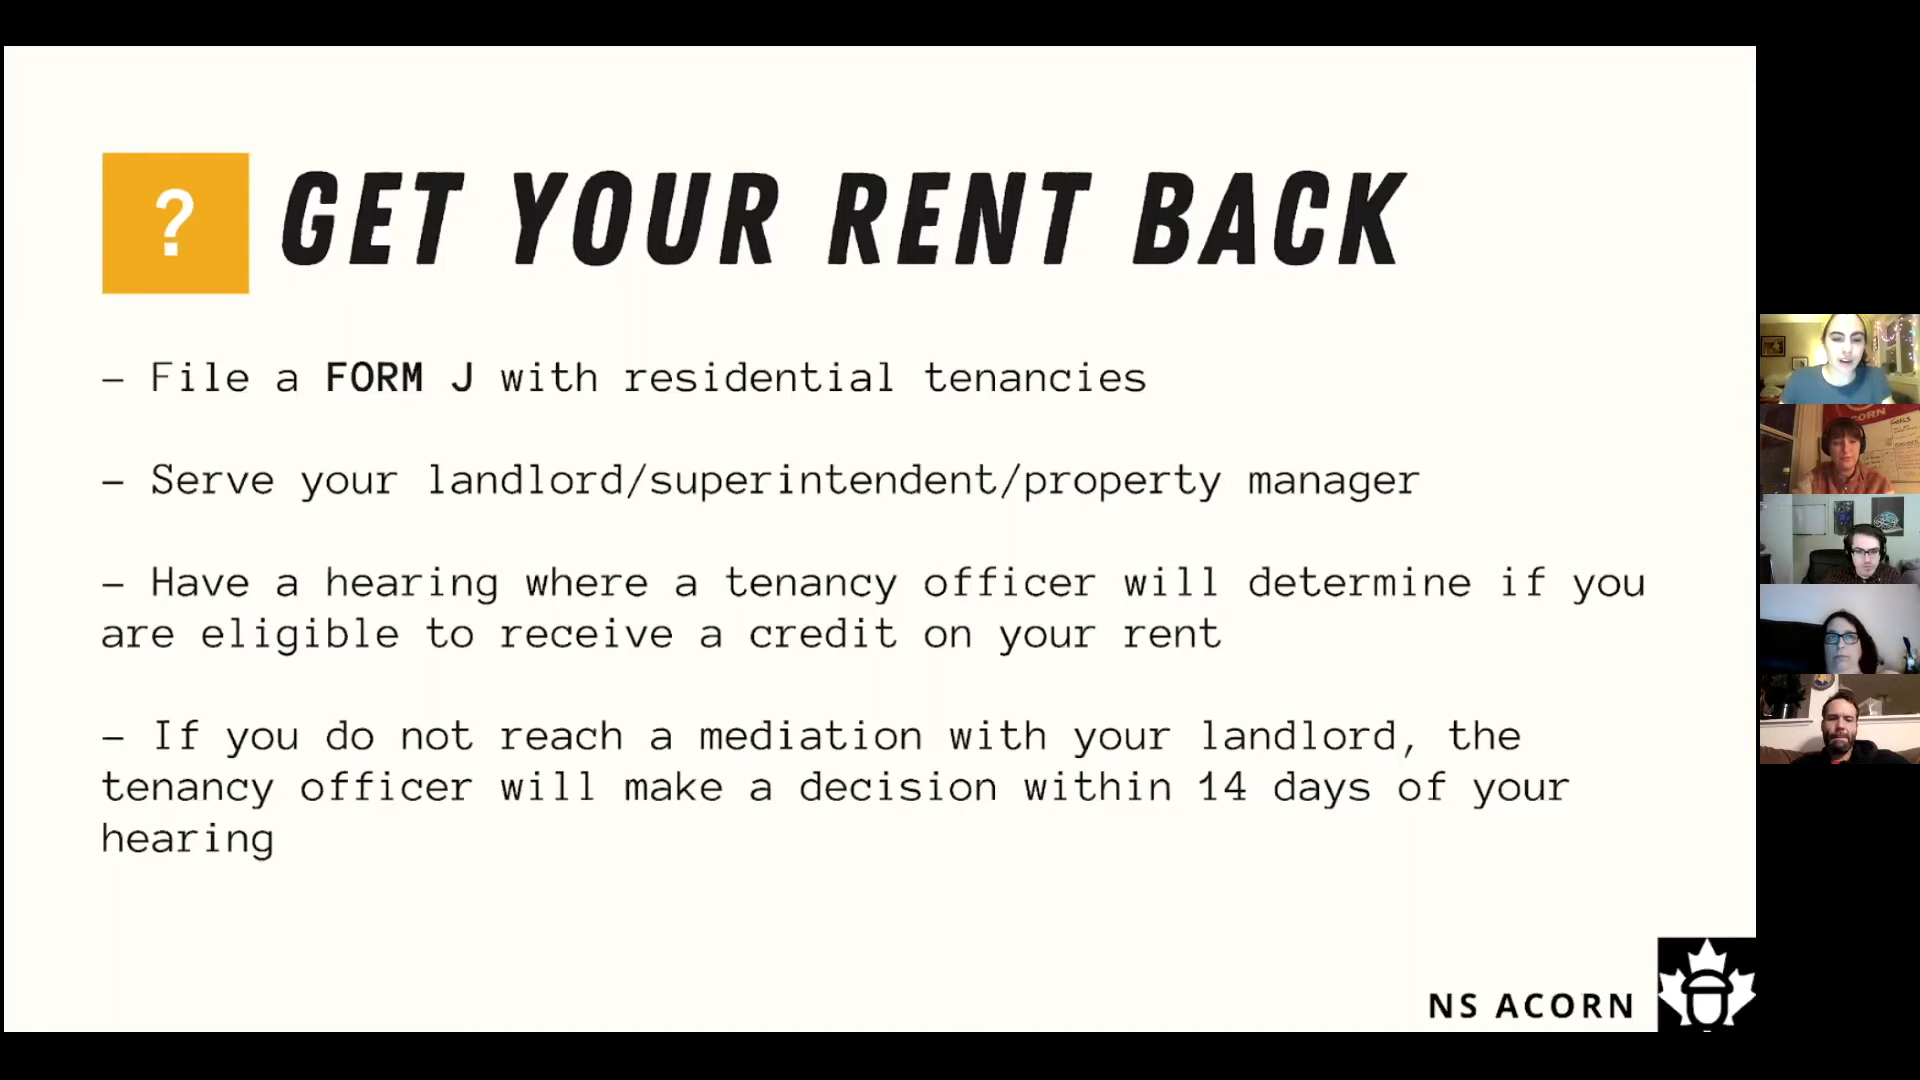 ?
GET YOUR RENT BACK
– File a FORM J with residential tenancies
– Serve your landlord/superintendent/property manager
– Have a hearing where a tenancy officer will determine if you
are eligible to receive a credit on your rent
– If you do not reach a mediation with your landlord, the
tenancy officer will make a decision within 14 days of your
hearing
NS ACORN
GOALS